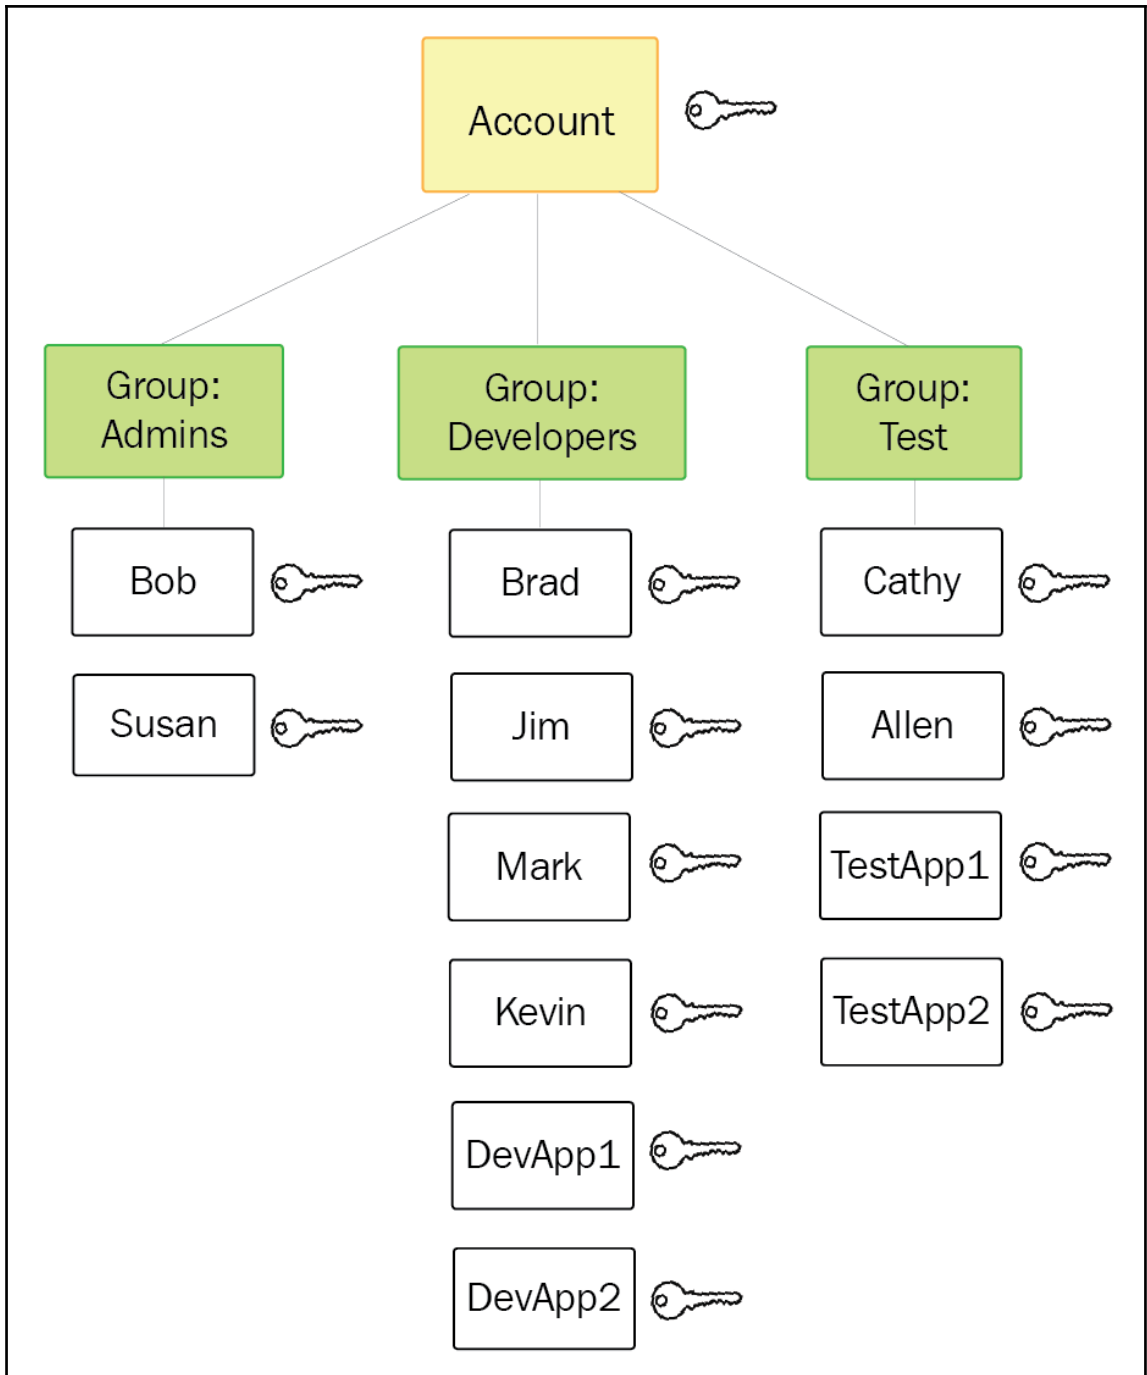 Account
Group:
Admins
Group:
Developers
Group:
Test
Bob
Brad
Cathy
Susan
Jim
Allen
Mark
TestApp1
Kevin
TestApp2
DevApp1
DevApp2